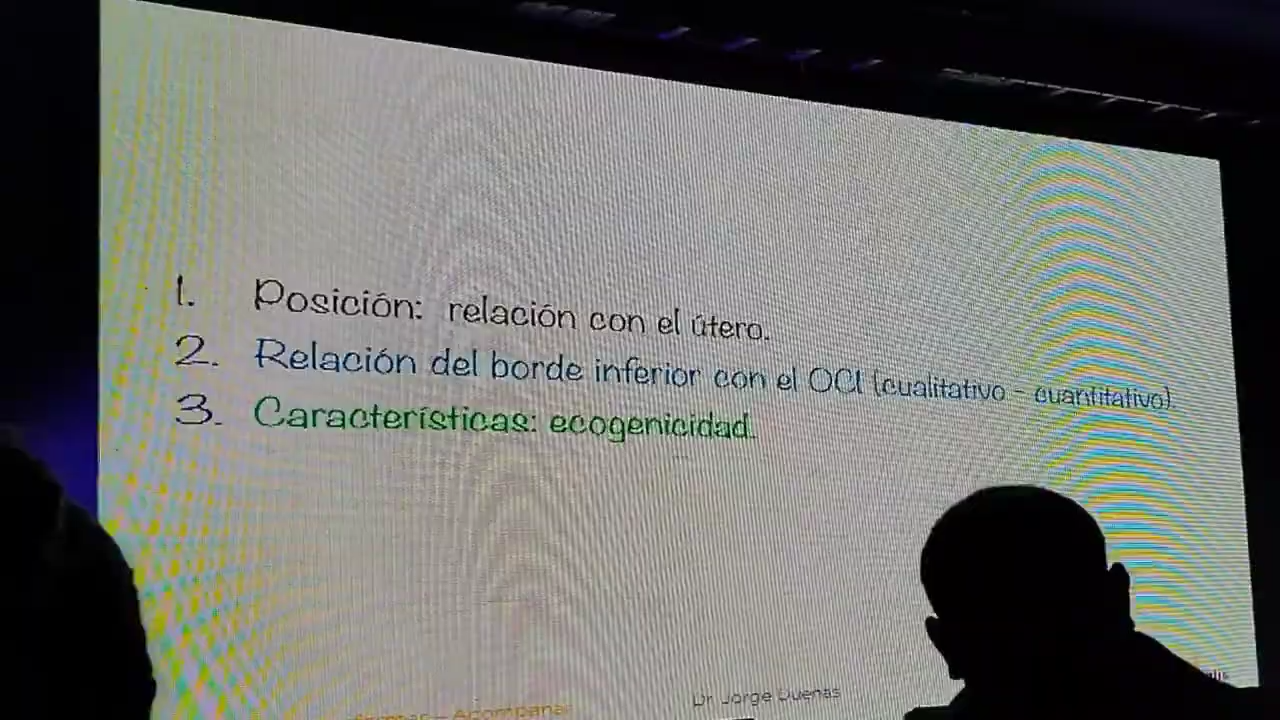 1. Posición: relación con el útero.
2. Relación del borde inferior con el OCI (cualitativo - cuantitativo).
3. Características: ecogenicidad.
– Acompañar
Dr Jorge Dueñas